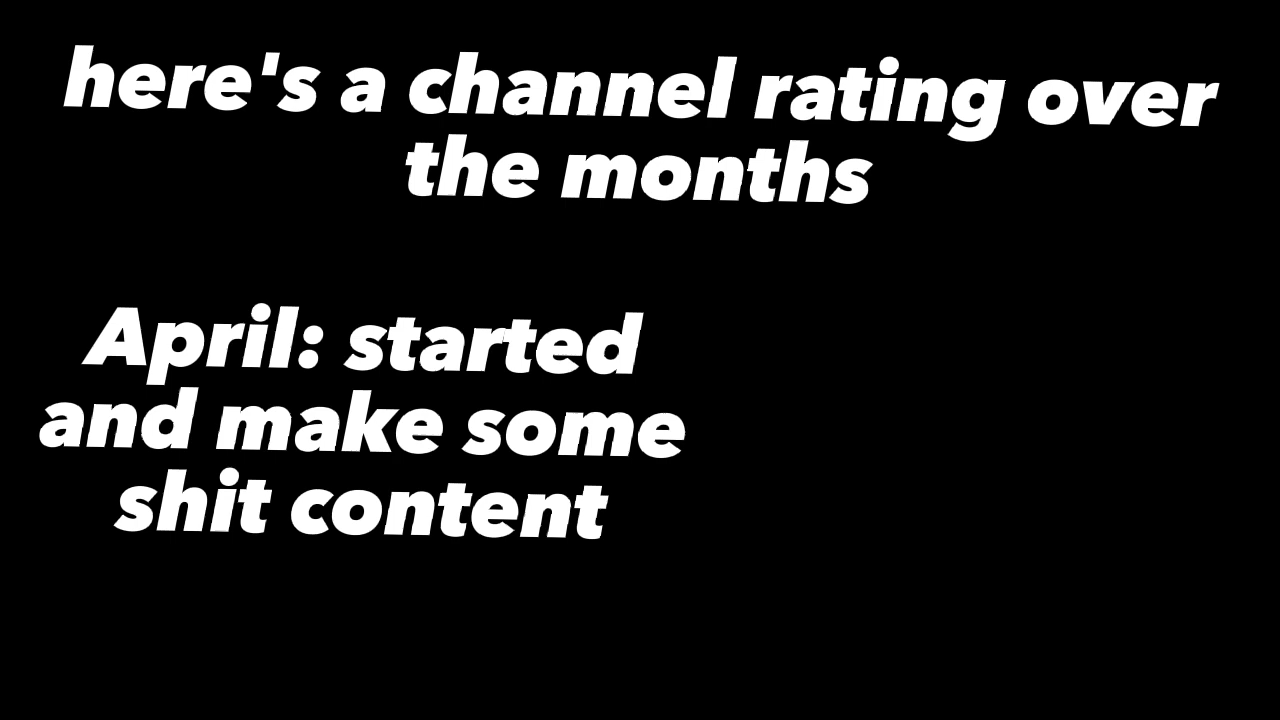 here's a channel rating over
the months
April: started
and make some
shit content